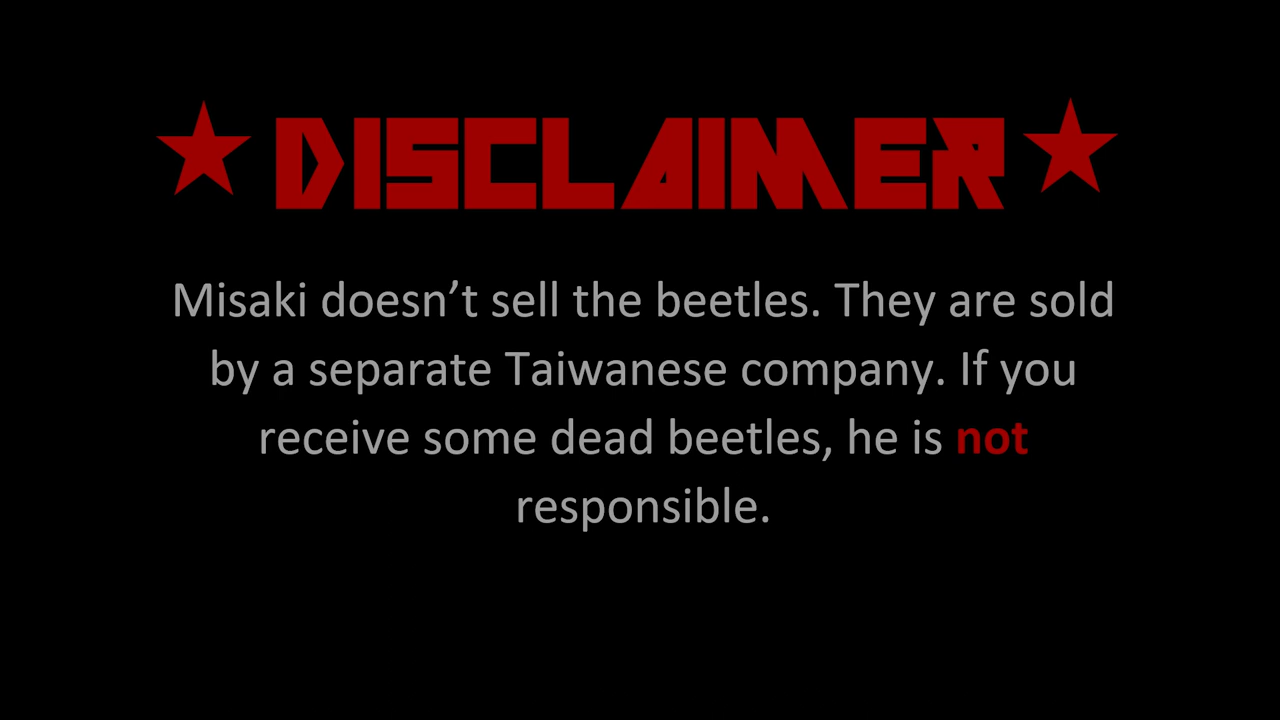 ★ DISCLAIMER ★
Misaki doesn’t sell the beetles. They are sold
by a separate Taiwanese company. If you
receive some dead beetles, he is not
responsible.